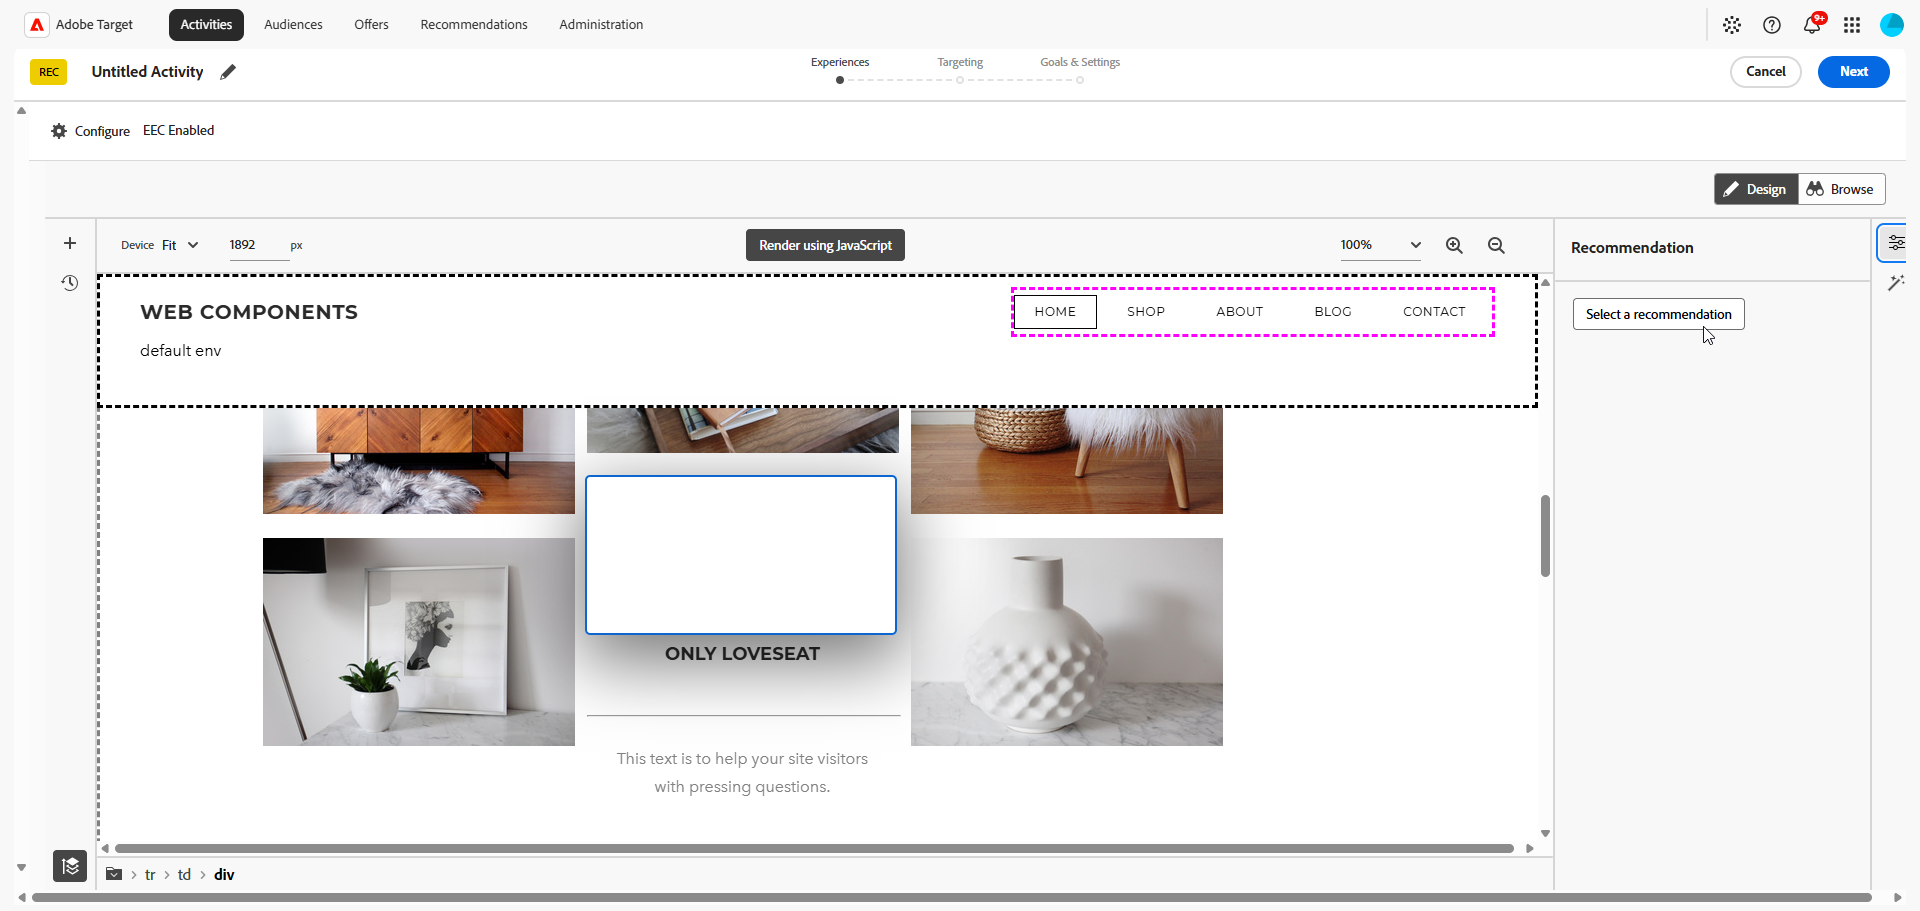 Adobe Target
Activities
Audiences
Offers
Recommendations
Administration
9+
REC
Untitled Activity
Experiences
Targeting
Goals & Settings
Cancel
Next
Configure
EEC Enabled
Design
Browse
Device
Fit
1892
px
Render using JavaScript
100%
Recommendation
WEB COMPONENTS
HOME
SHOP
ABOUT
BLOG
CONTACT
Select a recommendation
default env
ONLY LOVESEAT
This text is to help your site visitors
with pressing questions.
tr
td
div